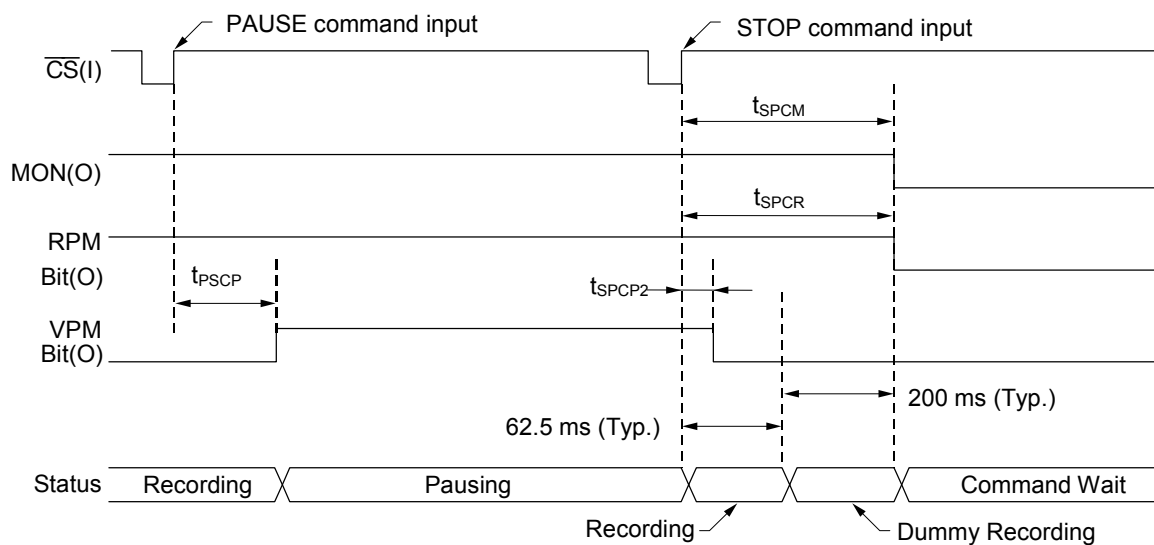 PAUSE command input
STOP command input
CS(I)
tSPCM
MON(O)
tSPCR
RPM
Bit(O)
tPSCP
tSPCP2
VPM
Bit(O)
200 ms (Typ.)
62.5 ms (Typ.)
Status
Recording
Pausing
Command Wait
Recording
Dummy Recording